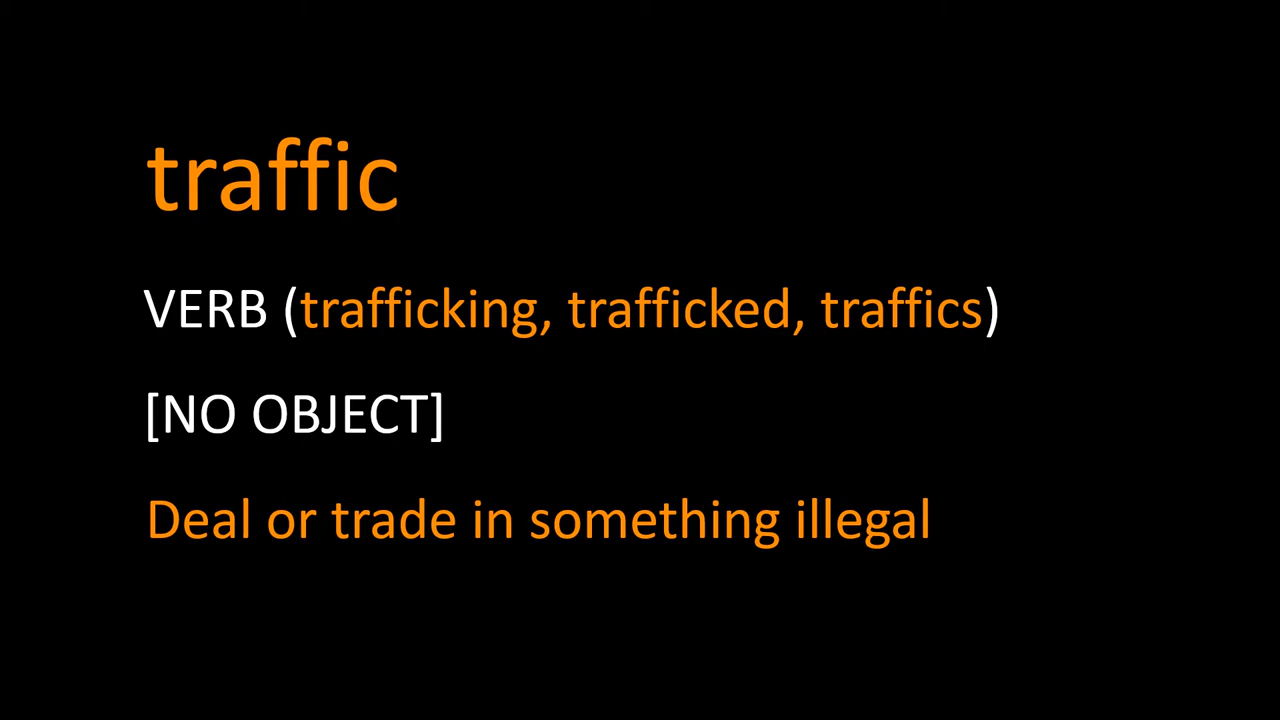 traffic
VERB (trafficking, trafficked, traffics)
[NO OBJECT]
Deal or trade in something illegal